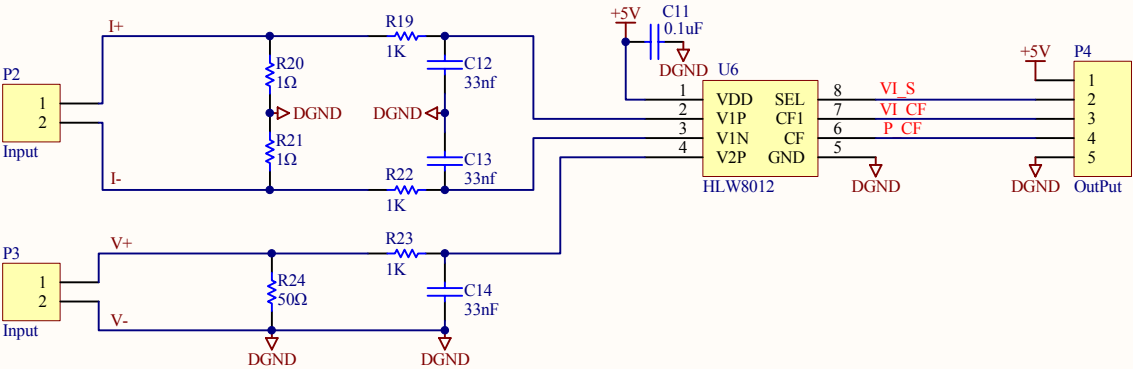 I+
R19
1K
+5V
C11
0.1uF
DGND
P2
1
2
Input
R20
1Ω
DGND
R21
1Ω
C12
33nf
DGND
C13
33nf
I-
R22
1K
U6
1 VDD SEL 8 VI_S
2 V1P CF1 7 VI_CF
3 V1N CF 6 P_CF
4 V2P GND 5
HLW8012
DGND
+5V
P4
1
2
3
4
5
DGND
OutPut
V+
R23
1K
P3
1
2
Input
R24
50Ω
C14
33nF
V-
DGND
DGND